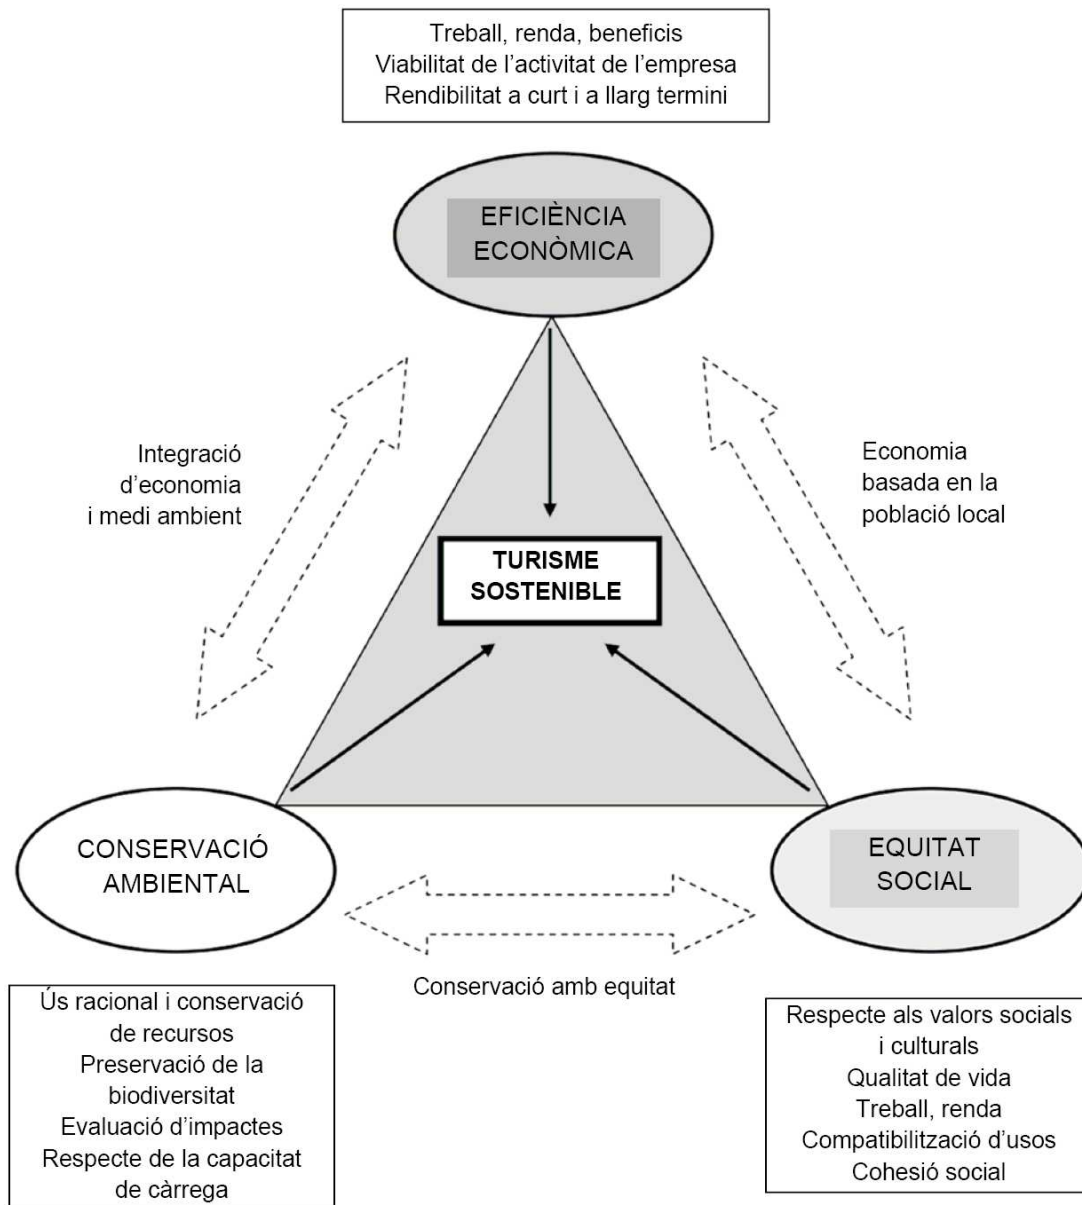 Treball, renda, beneficis
Viabilitat de l'activitat de l'empresa
Rendibilitat a curt i a llarg termini
EFICIÈNCIA
ECONÒMICA
Integració
d'economia
i medi ambient
Economia
basada en la
població local
TURISME
SOSTENIBLE
CONSERVACIÓ
AMBIENTAL
EQUITAT
SOCIAL
Conservació amb equitat
Ús racional i conservació
de recursos
Preservació de la
biodiversitat
Evaluació d'impactes
Respecte de la capacitat
de càrrega
Respecte als valors socials
i culturals
Qualitat de vida
Treball, renda
Compatibilització d'usos
Cohesió social